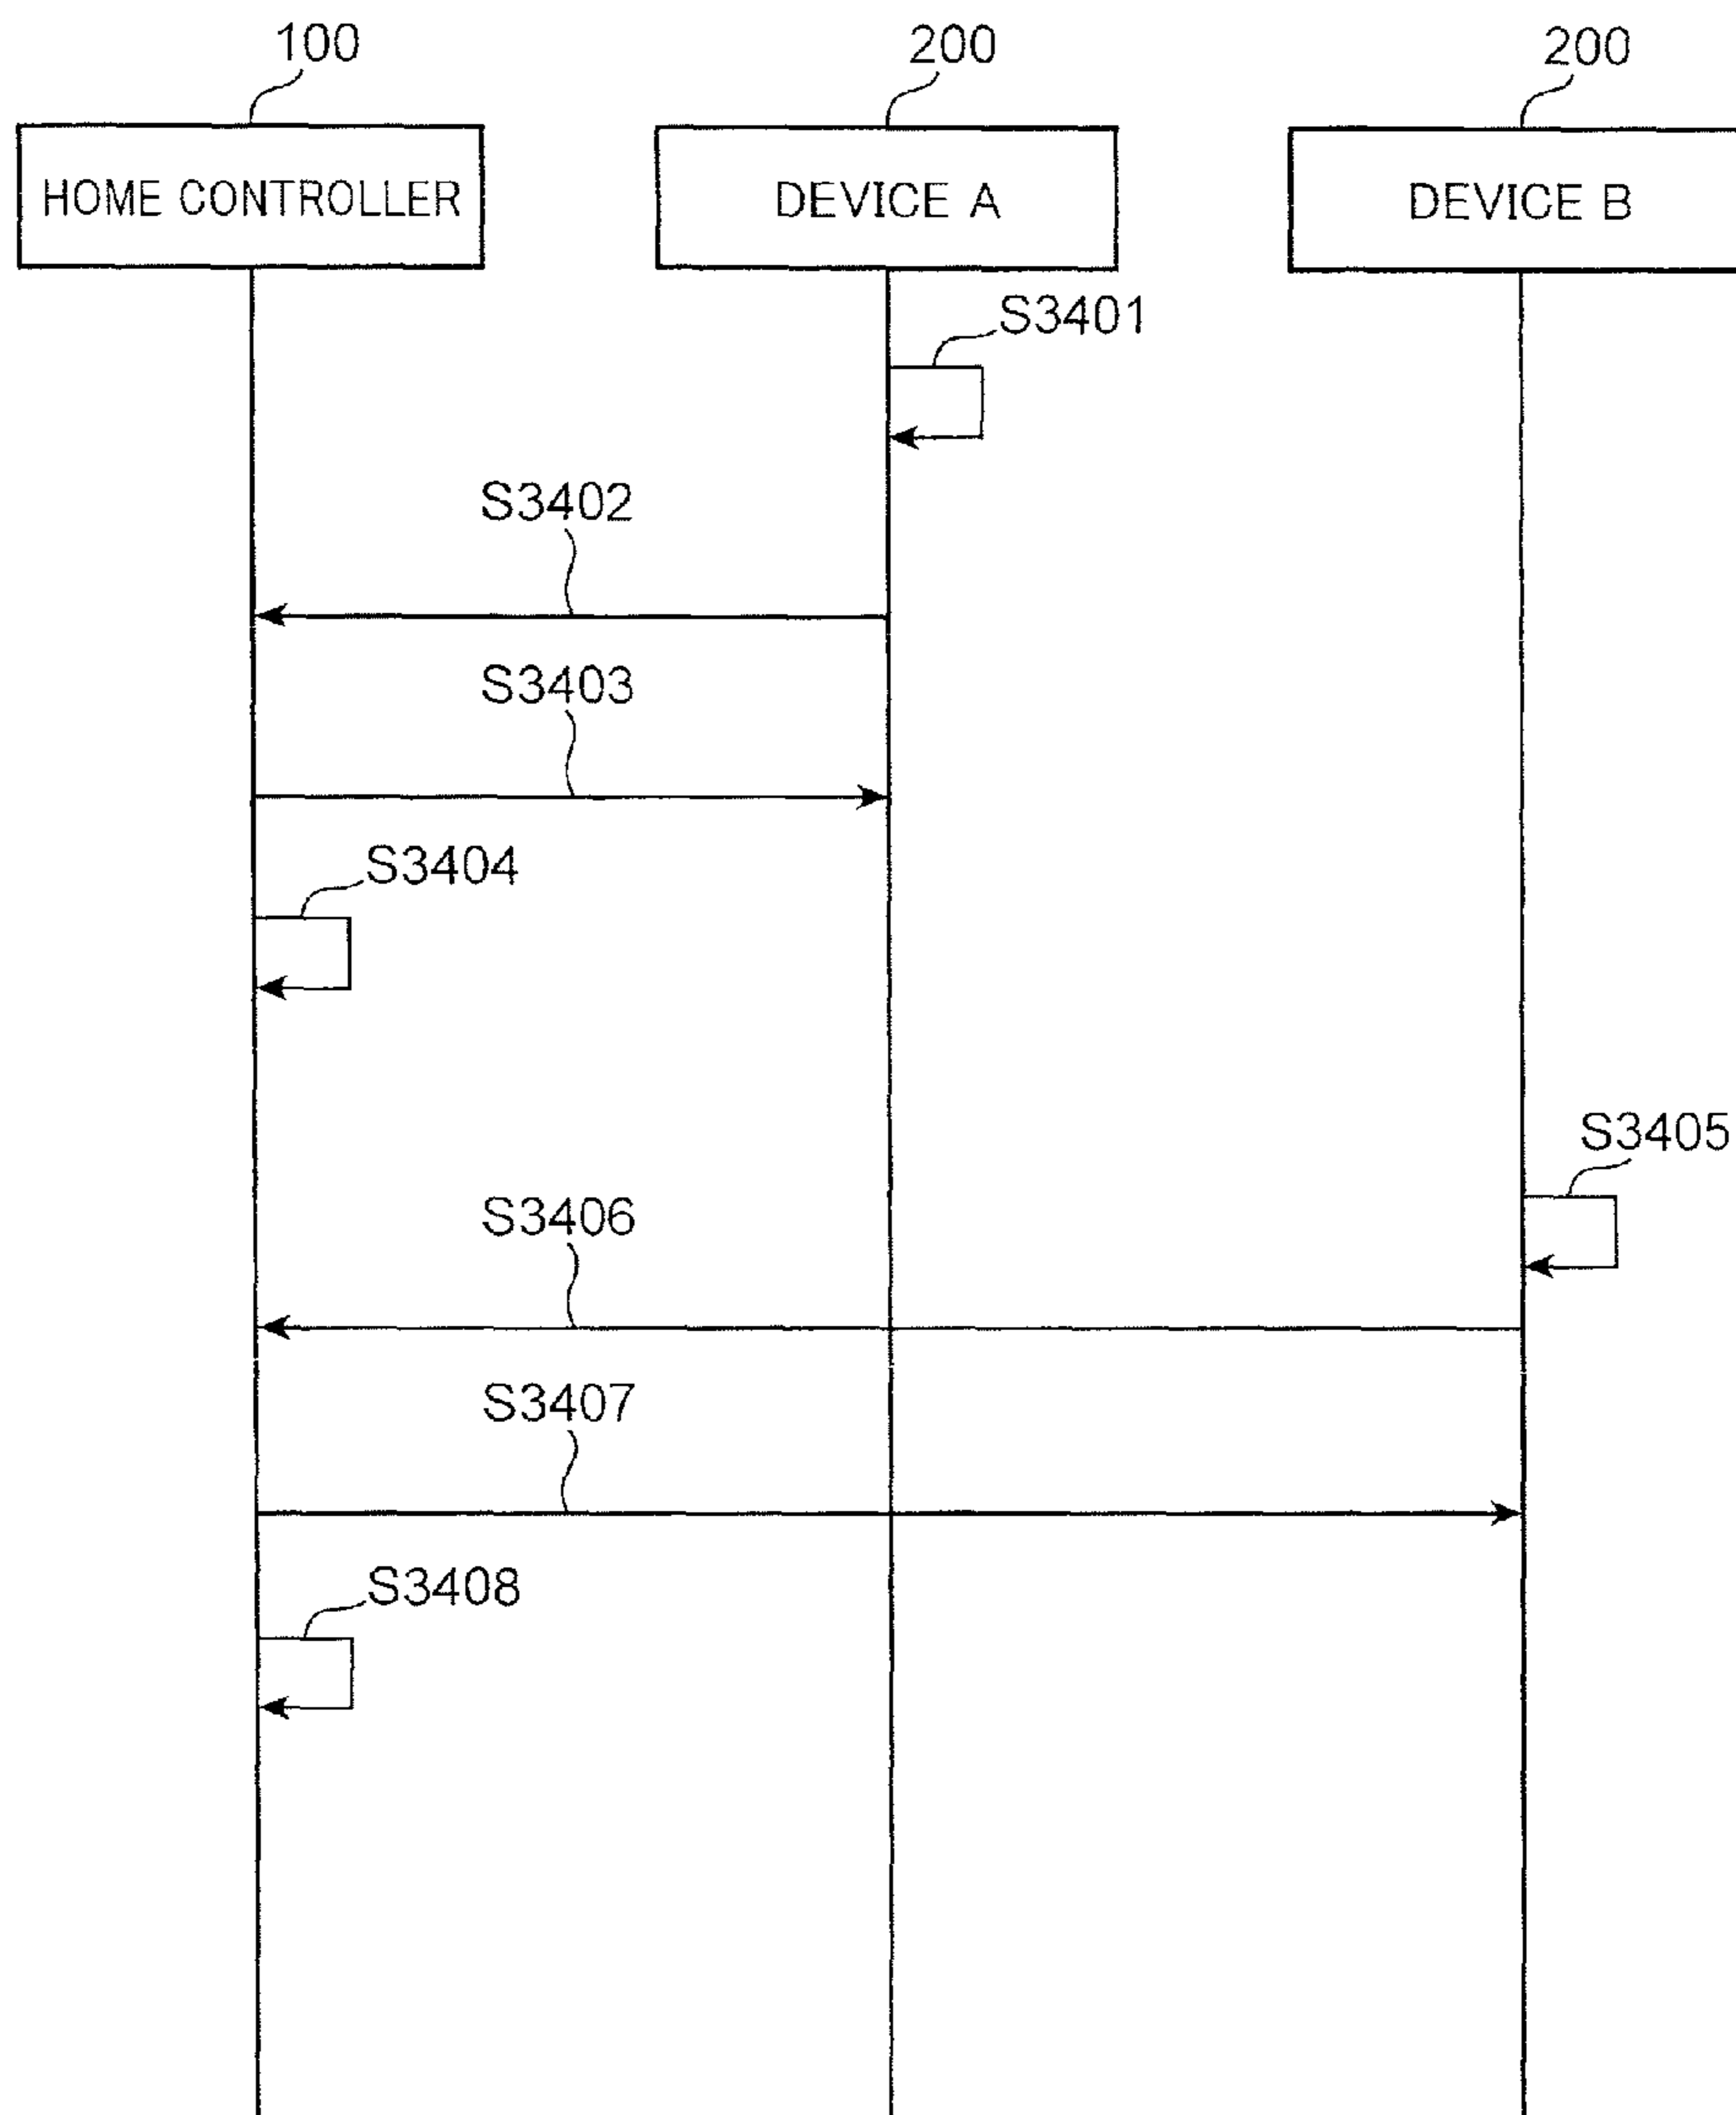 100
200
200
HOME CONTROLLER
DEVICE A
DEVICE B
S3401
S3402
S3403
S3404
S3405
S3406
S3407
S3408